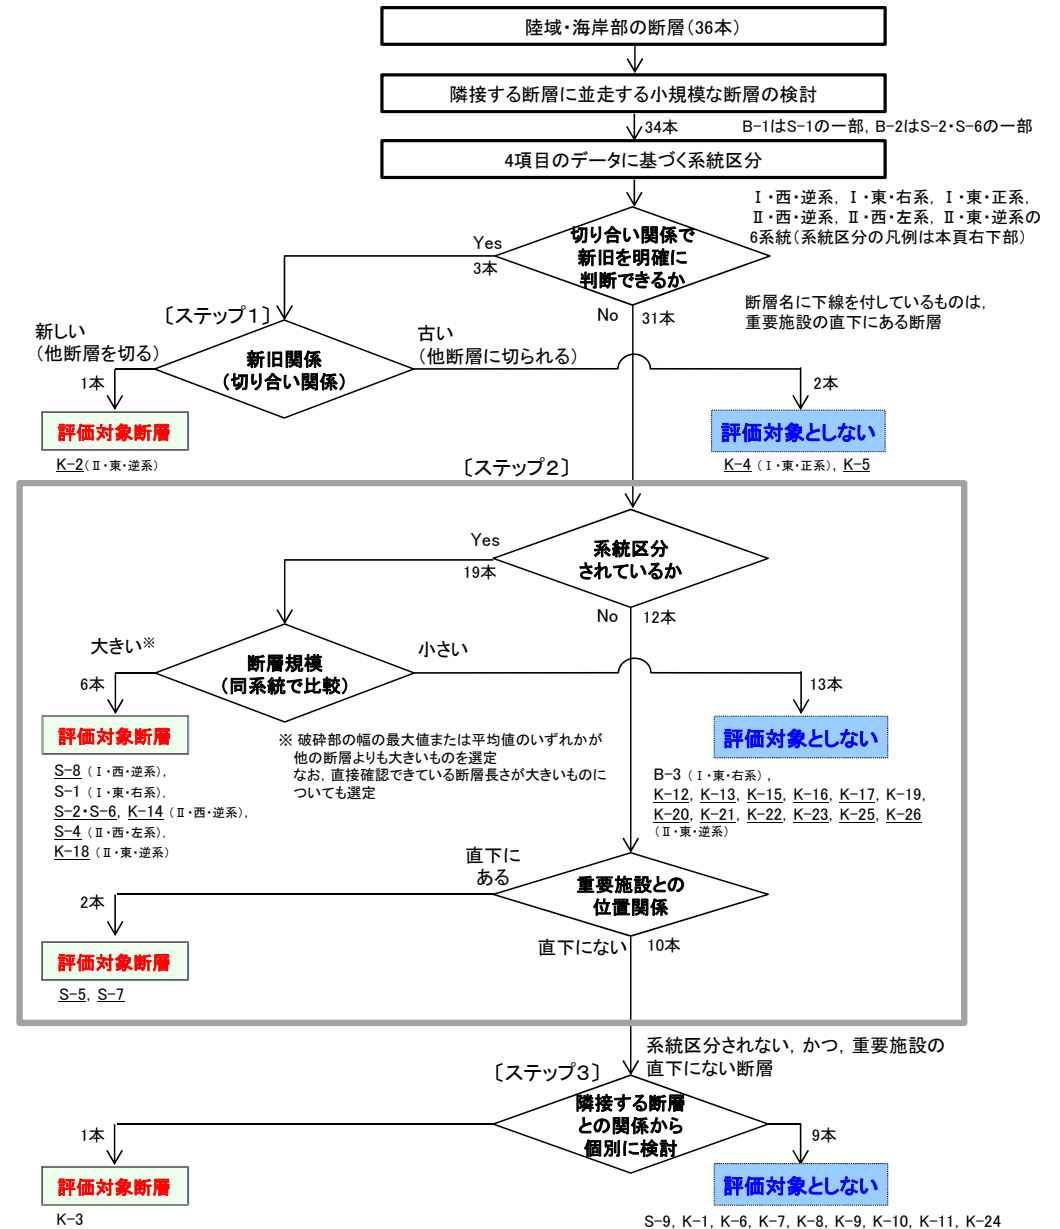 陸域・海岸部の断層(36本)
隣接する断層に並走する小規模な断層の検討
34本
B-1はS-1の一部, B-2はS-2・S-6の一部
4項目のデータに基づく系統区分
Ⅰ・西・逆系, Ⅰ・東・右系, Ⅰ・東・正系,
Ⅱ・西・逆系, Ⅱ・西・左系, Ⅱ・東・逆系の
6系統(系統区分の凡例は本頁右下部)
切り合い関係で
新旧を明確に
判断できるか
Yes
3本
No 31本
断層名に下線を付しているものは,
重要施設の直下にある断層
〔ステップ1〕
新しい
(他断層を切る)
新旧関係
(切り合い関係)
古い
(他断層に切られる)
1本
2本
評価対象断層
K-2(Ⅱ・東・逆系)
評価対象としない
K-4 (Ⅰ・東・正系), K-5
〔ステップ2〕
系統区分
されているか
Yes
19本
No 12本
大きい※
断層規模
(同系統で比較)
小さい
6本
13本
評価対象断層
S-8 (Ⅰ・西・逆系),
S-1 (Ⅰ・東・右系),
S-2・S-6, K-14 (Ⅱ・西・逆系),
S-4 (Ⅱ・西・左系),
K-18 (Ⅱ・東・逆系)
※ 破砕部の幅の最大値または平均値のいずれかが
他の断層よりも大きいものを選定
なお, 直接確認できている断層長さが大きいものに
ついても選定
評価対象としない
B-3 (Ⅰ・東・右系) ,
K-12, K-13, K-15, K-16, K-17, K-19,
K-20, K-21, K-22, K-23, K-25, K-26
(Ⅱ・東・逆系)
直下に
ある
重要施設との
位置関係
2本
直下にない 10本
評価対象断層
S-5, S-7
系統区分されない, かつ, 重要施設の
直下にない断層
〔ステップ3〕
隣接する断層
との関係から
個別に検討
1本
9本
評価対象断層
K-3
評価対象としない
S-9, K-1, K-6, K-7, K-8, K-9, K-10, K-11, K-24